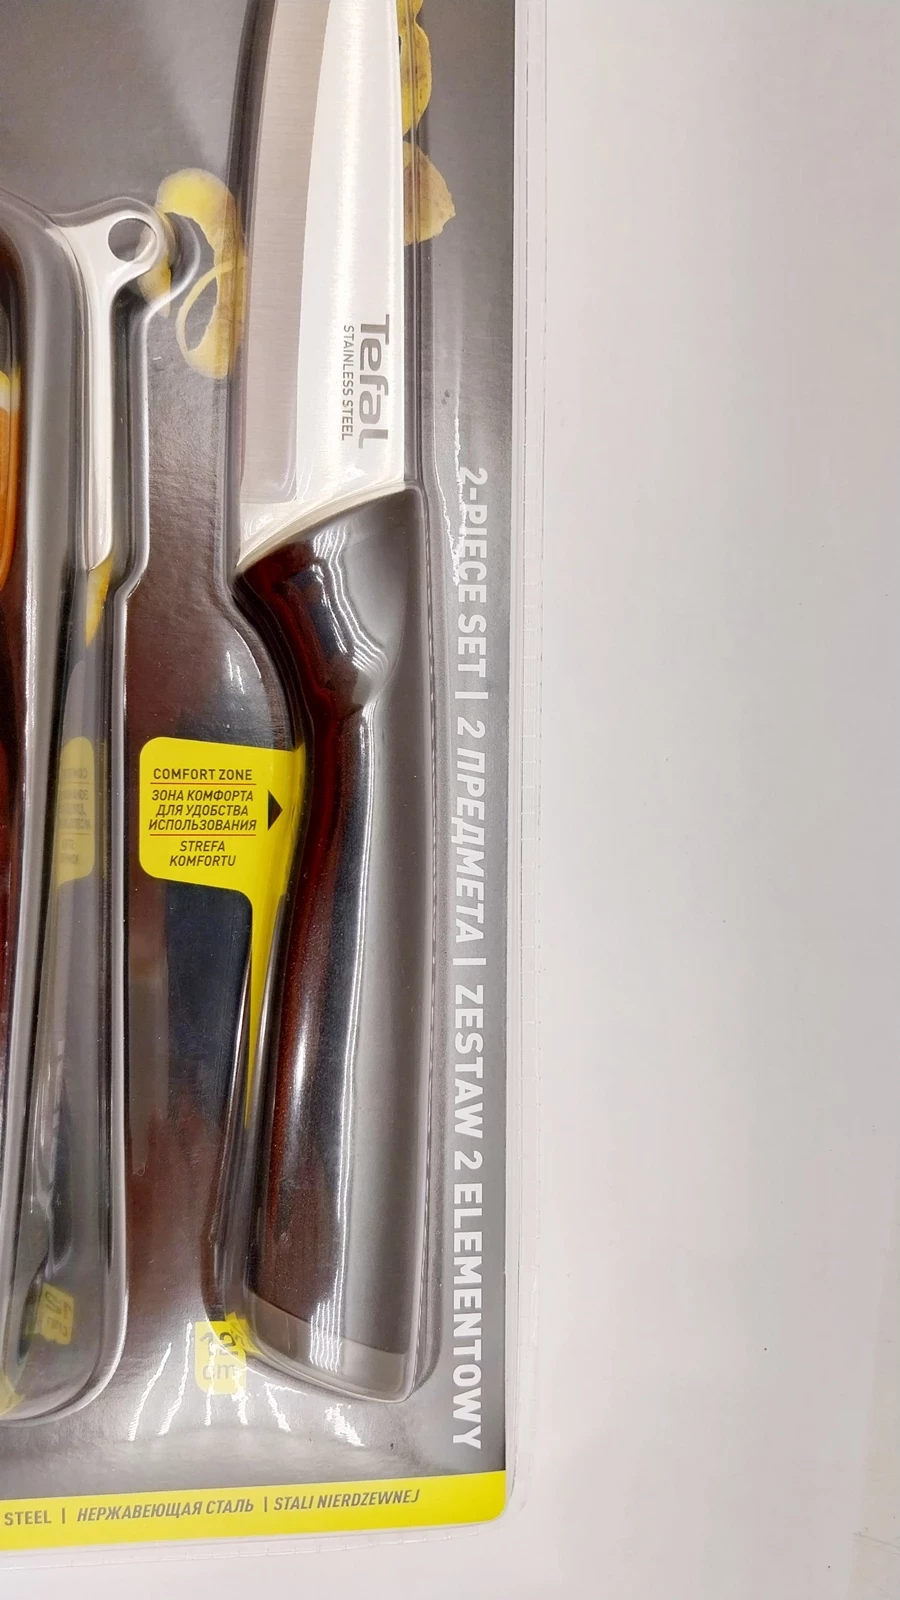 Tefal
STAINLESS STEEL
2-PIECE SET | 2 ПРЕДМЕТА | ZESTAW 2 ELEMENTOWY
COMFORT ZONE
ЗОНА КОМФОРТА
ДЛЯ УДОБСТВА
ИСПОЛЬЗОВАНИЯ
STREFA
KOMFORTU
cm
STEEL | НЕРЖАВЕЮЩАЯ СТАЛЬ | STALI NIERDZEWNEJ